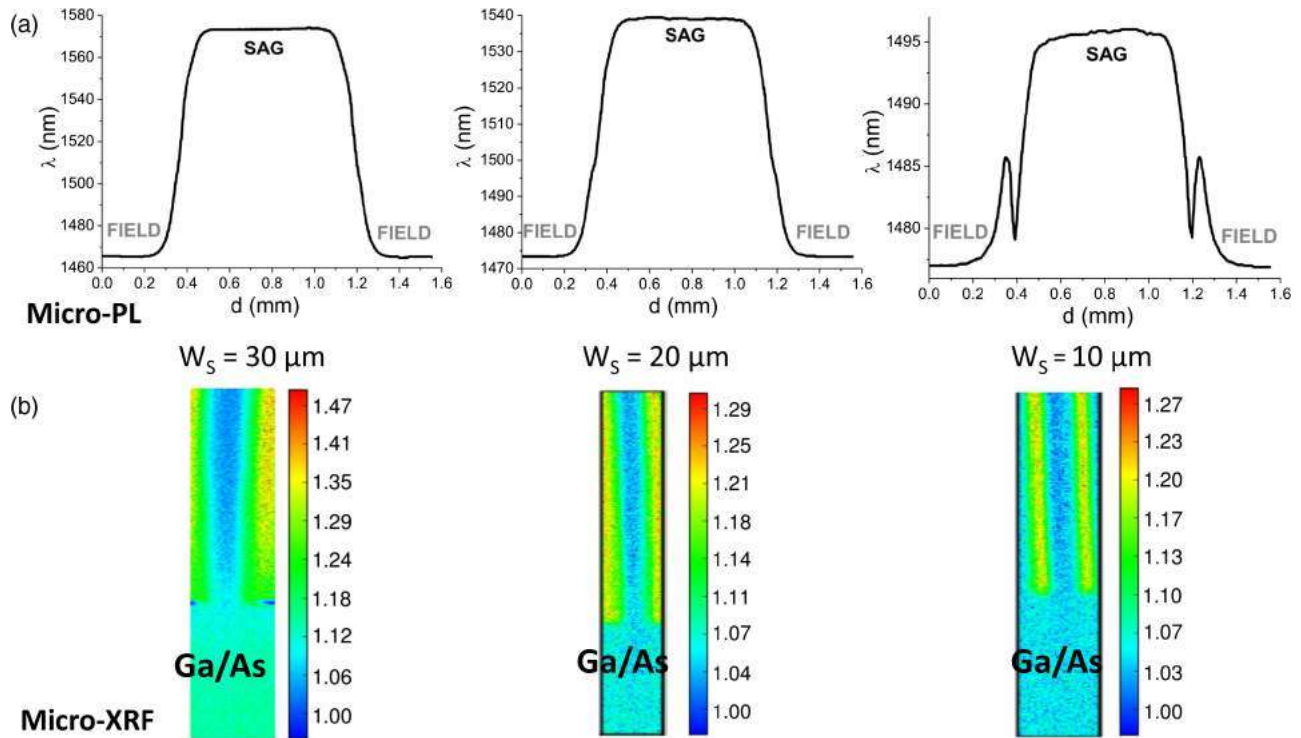 (a)
1580
1560
1540
1520
1500
1480
1460
λ (nm)
SAG
FIELD
FIELD
0.0 0.2 0.4 0.6 0.8 1.0 1.2 1.4 1.6
d (mm)
1540
1530
1520
1510
1500
1490
1480
1470
λ (nm)
SAG
FIELD
FIELD
0.0 0.2 0.4 0.6 0.8 1.0 1.2 1.4 1.6
d (mm)
1495
1490
1485
1480
λ (nm)
SAG
FIELD
FIELD
0.0 0.2 0.4 0.6 0.8 1.0 1.2 1.4 1.6
d (mm)
Micro-PL
W_S = 30 μm
W_S = 20 μm
W_S = 10 μm
(b)
1.47
1.41
1.35
1.29
1.24
1.18
1.12
1.06
1.00
Ga/As
1.29
1.25
1.21
1.18
1.14
1.11
1.07
1.04
1.00
Ga/As
1.27
1.23
1.20
1.17
1.13
1.10
1.07
1.03
1.00
Ga/As
Micro-XRF